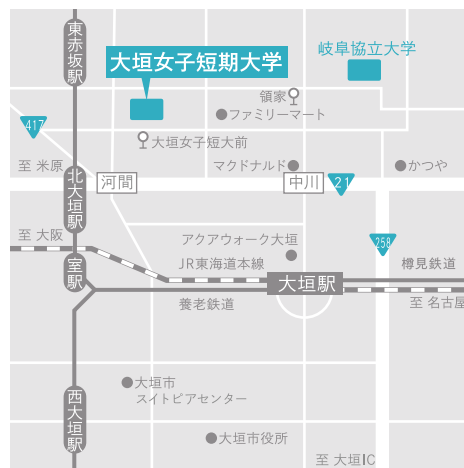 東赤坂駅
大垣女子短期大学
岐阜協立大学
領家
ファミリーマート
417
大垣女子短大前
至 米原
マクドナルド
かつや
河間
中川
21
北大垣駅
至 大阪
アクアウォーク大垣
258
室駅
JR東海道本線
大垣駅
樽見鉄道
養老鉄道
至 名古屋
大垣市
スイトピアセンター
西大垣駅
大垣市役所
至 大垣IC